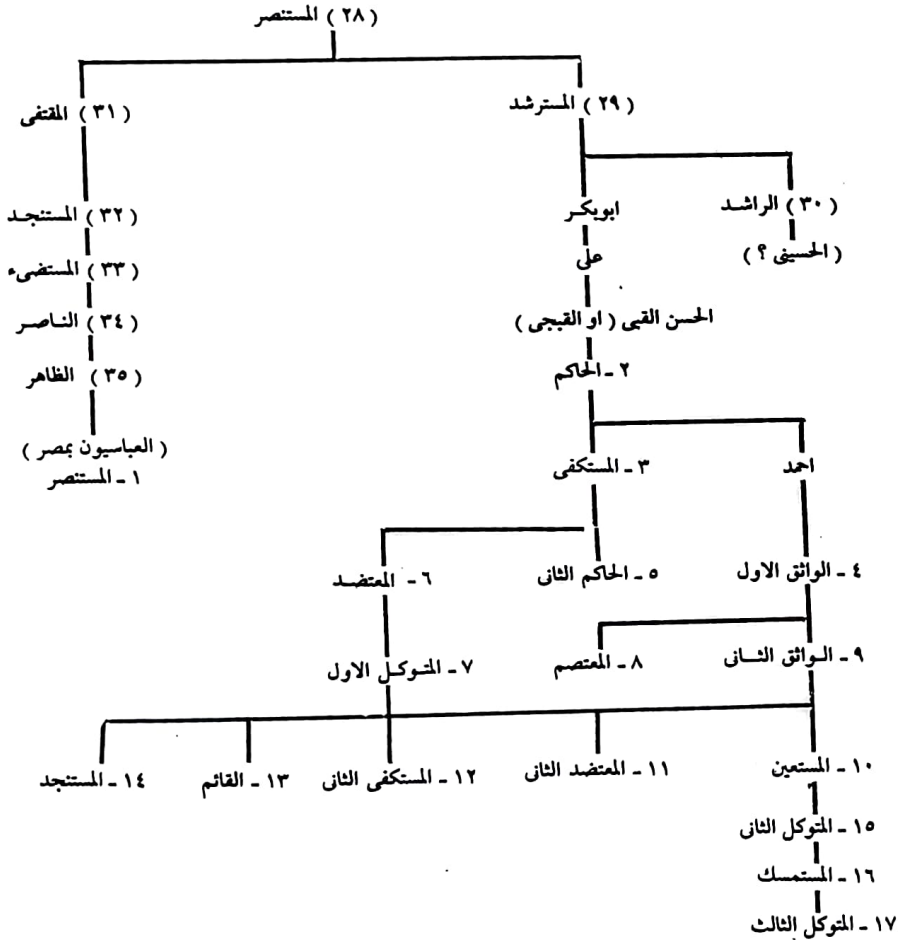 ( ٢٨ ) المستنصر
( ٢٩ ) المسترشد
( ٣١ ) المقتفى
( ٣٠ ) الراشد
( الحسينى ؟ )
ابوبكر
( ٣٢ ) المستنجد
على
( ٣٣ ) المستضىء
الحسن القبى ( او القبجى )
( ٣٤ ) الناصر
٢ ـ الحاكم
( ٣٥ ) الظاهر
( العباسيون بمصر )
١ ـ المستنصر
احمد
٣ ـ المستكفى
٤ ـ الواثق الاول
٥ ـ الحاكم الثانى
٦ ـ المعتضد
٩ ـ الواثق الثانى
٨ ـ المعتصم
٧ ـ المتوكل الاول
١٠ ـ المستعين
١١ ـ المعتضد الثانى
١٢ ـ المستكفى الثانى
١٣ ـ القائم
١٤ ـ المستنجد
١٥ ـ المتوكل الثانى
١٦ ـ المستمسك
١٧ ـ المتوكل الثالث